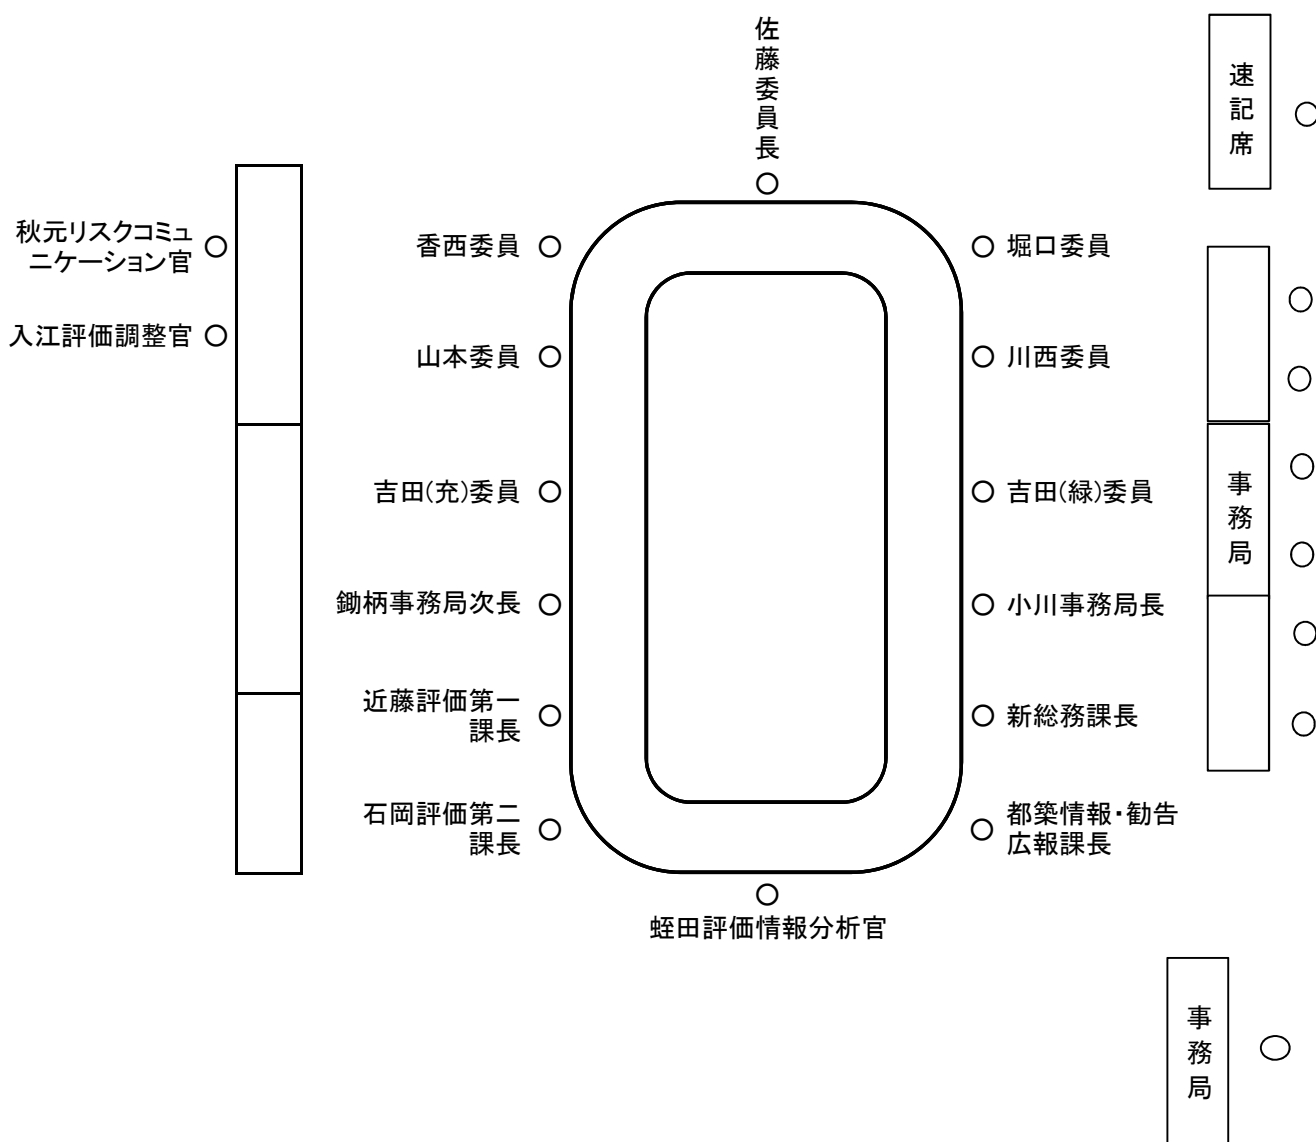 佐藤委員長
速記席
秋元リスクコミュ
ニケーション官
香西委員
堀口委員
入江評価調整官
山本委員
川西委員
吉田(充)委員
吉田(緑)委員
事務局
鋤柄事務局次長
小川事務局長
近藤評価第一
課長
新総務課長
石岡評価第二
課長
都築情報・勧告
広報課長
蛭田評価情報分析官
事務局